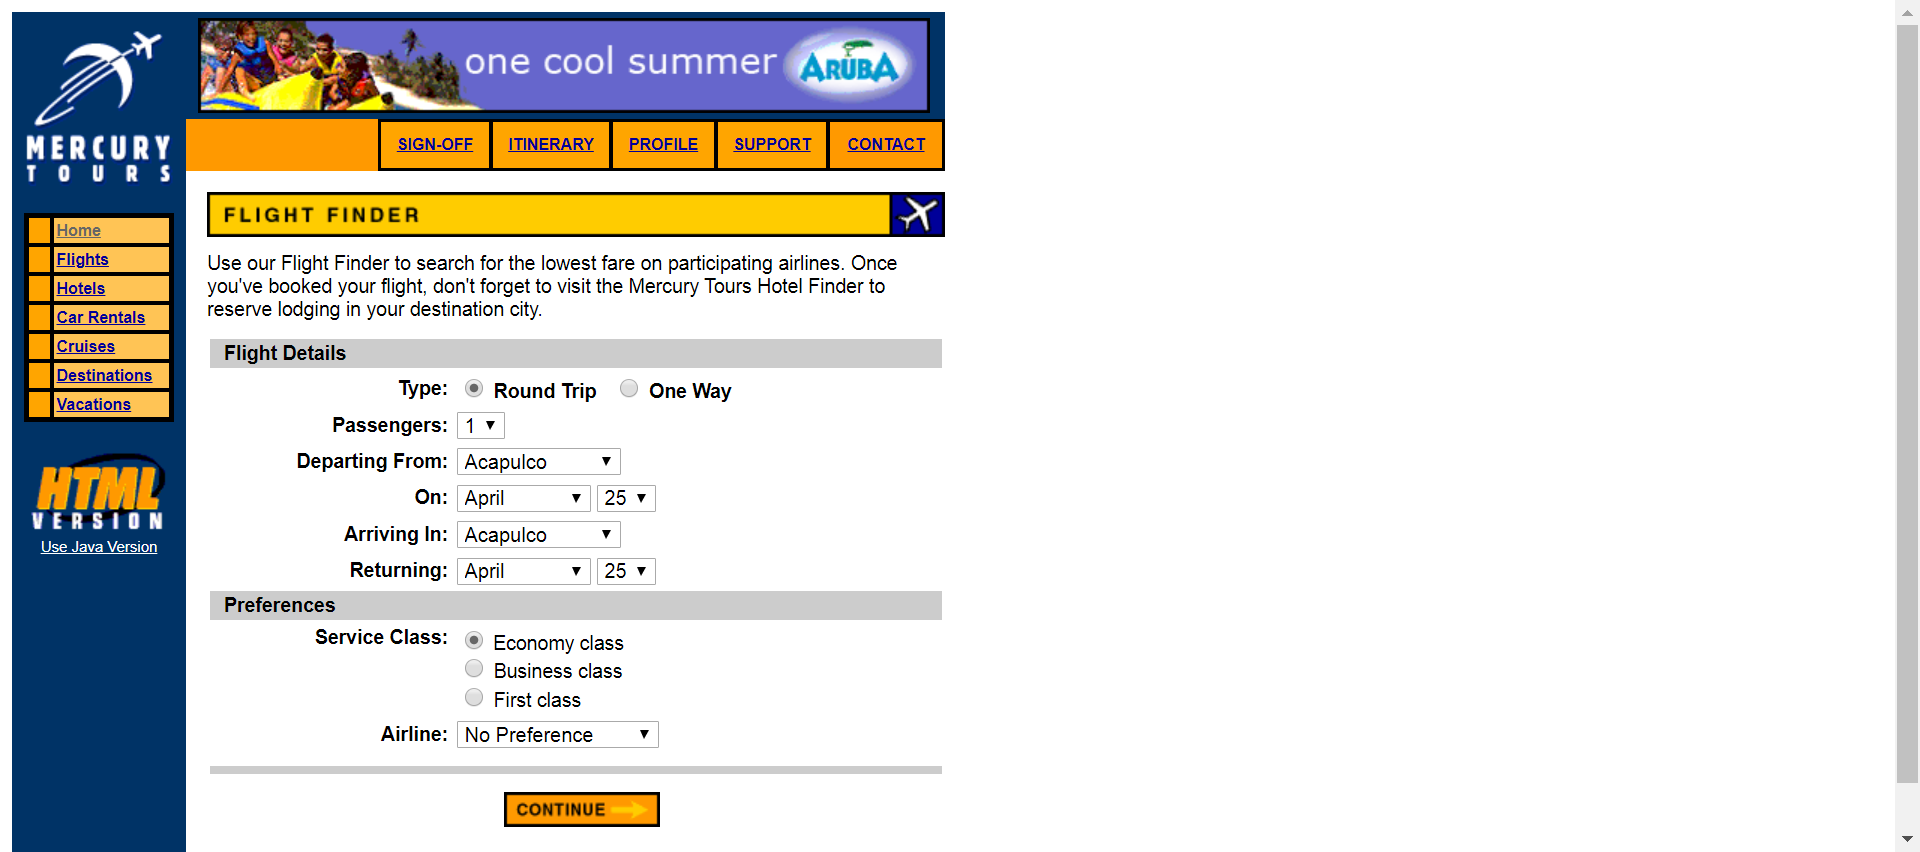 one cool summer ARUBA
MERCURY
TOURS
SIGN-OFF ITINERARY PROFILE SUPPORT CONTACT
Home
Flights
Hotels
Car Rentals
Cruises
Destinations
Vacations
HTML
VERSION
Use Java Version
FLIGHT FINDER
Use our Flight Finder to search for the lowest fare on participating airlines. Once
you've booked your flight, don't forget to visit the Mercury Tours Hotel Finder to
reserve lodging in your destination city.
Flight Details
Type: Round Trip One Way
Passengers: 1
Departing From: Acapulco
On: April 25
Arriving In: Acapulco
Returning: April 25
Preferences
Service Class: Economy class
Business class
First class
Airline: No Preference
CONTINUE